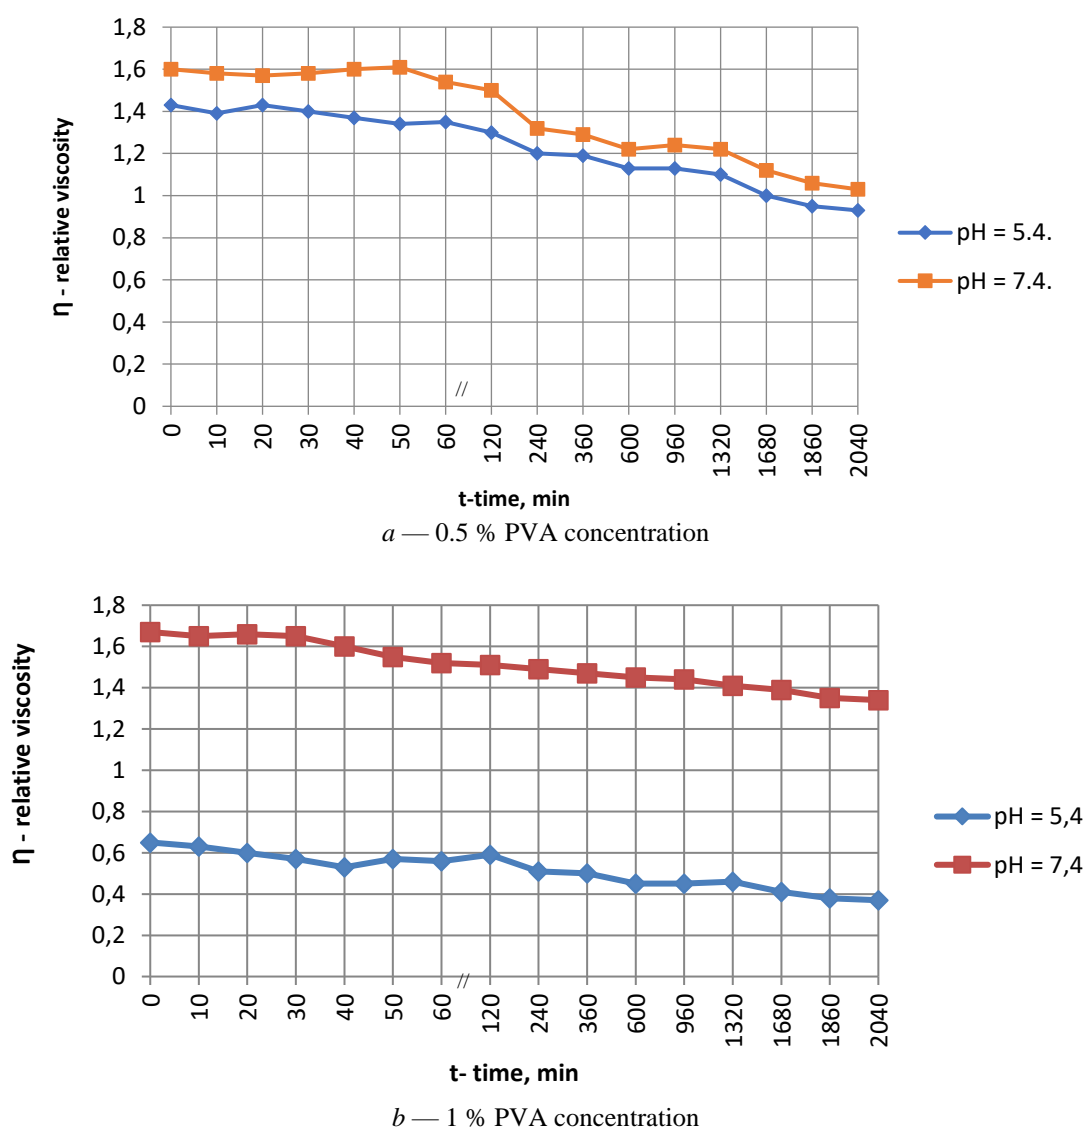 1,8
1,6
1,4
1,2
1
0,8
0,6
0,4
0,2
0
η - relative viscosity
//
0 10 20 30 40 50 60 120 240 360 600 960 1320 1680 1860 2040
t-time, min
pH = 5.4.
pH = 7.4.
a — 0.5 % PVA concentration
1,8
1,6
1,4
1,2
1
0,8
0,6
0,4
0,2
0
η - relative viscosity
//
0 10 20 30 40 50 60 120 240 360 600 960 1320 1680 1860 2040
t- time, min
pH = 5,4
pH = 7,4
b — 1 % PVA concentration